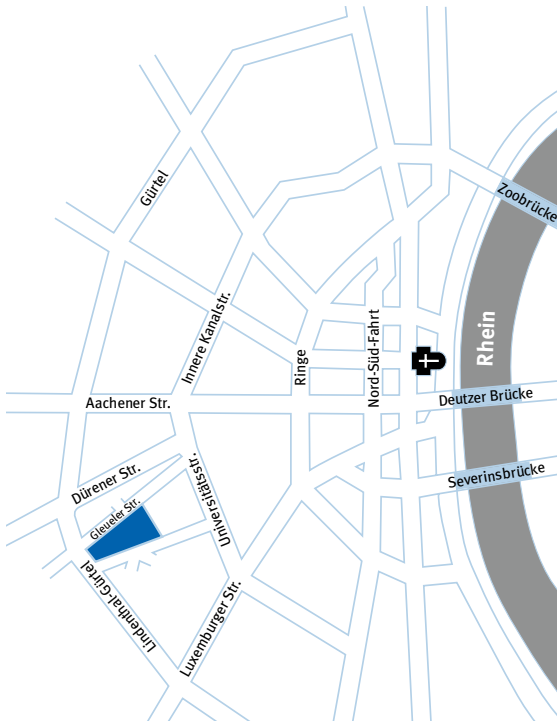 Zoobrücke
Gürtel
Innere Kanalstr.
Rhein
Nord-Süd-Fahrt
Ringe
Deutzer Brücke
Aachener Str.
Severinsbrücke
Dürener Str.
Universitätsstr.
Gleueler Str.
Lindenthal-Gürtel
Luxemburger Str.